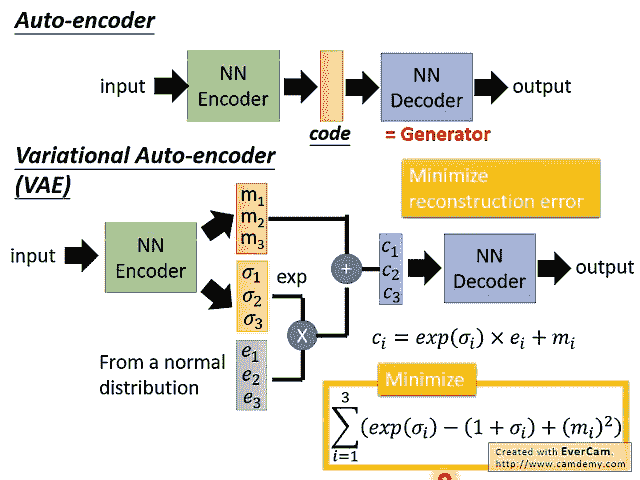 Auto-encoder
input
NN
Encoder
code
NN
Decoder
output
= Generator
Variational Auto-encoder
(VAE)
Minimize
reconstruction error
input
NN
Encoder
m₁
m₂
m₃
σ₁
σ₂
σ₃
exp
+
X
From a normal
distribution
e₁
e₂
e₃
c₁
c₂
c₃
NN
Decoder
output
cᵢ = exp(σᵢ) × eᵢ + mᵢ
Minimize
3
∑(exp(σᵢ) − (1 + σᵢ) + (mᵢ)²)
i=1
Created with EverCam.
http://www.camdemy.com